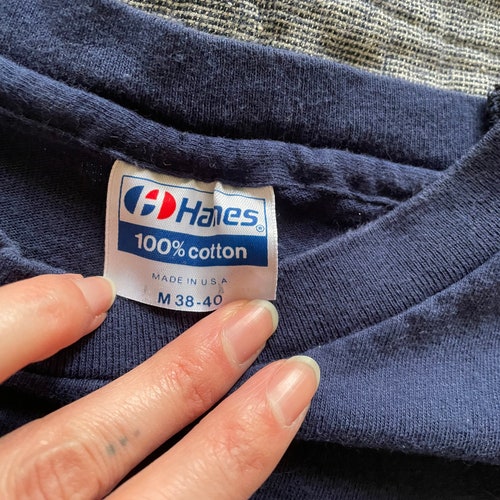 Hanes®
100% cotton
MADE IN U.S.A
M 38-40